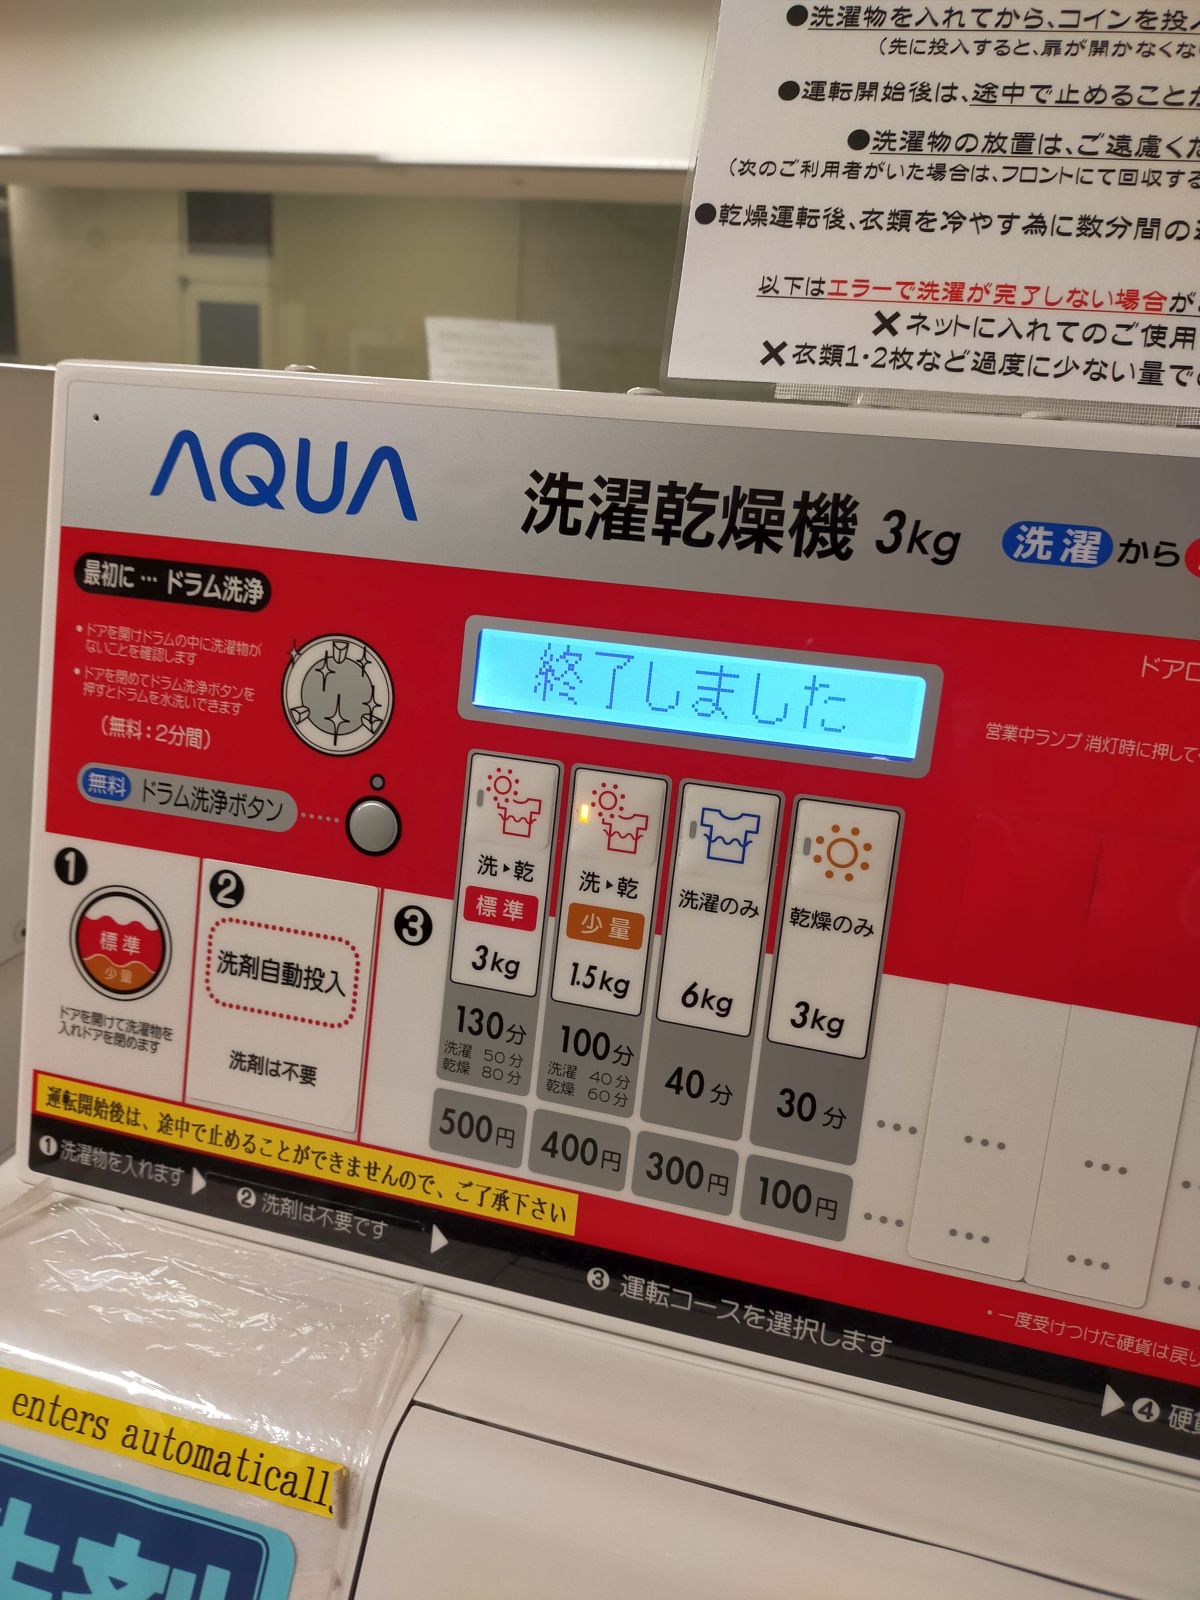 ●洗濯物を入れてから、コインを投入
(先に投入すると、扉が開かなくな
●運転開始後は、途中で止めることが
●洗濯物の放置は、ご遠慮くだ
(次のご利用者がいた場合は、フロントにて回収する
●乾燥運転後、衣類を冷やす為に数分間の
以下はエラーで洗濯が完了しない場合が
✕ネットに入れてのご使用
✕衣類1・2枚など過度に少ない量での
AQUA
洗濯乾燥機 3kg
洗濯から
最初に … ドラム洗浄
・ドアを開けドラムの中に洗濯物が
ないことを確認します
・ドアを閉めてドラム洗浄ボタンを
押すとドラムを水洗いできます
(無料:2分間)
無料 ドラム洗浄ボタン
終了しました
ドアロ
営業中ランプ 消灯時に押して
1
標準
少量
ドアを開けて洗濯物を
入れドアを閉めます
2
洗剤自動投入
洗剤は不要
3
洗▶乾
標準
3kg
130分
洗濯 50分
乾燥 80分
500円
洗▶乾
少量
1.5kg
100分
洗濯 40分
乾燥 60分
400円
洗濯のみ
6kg
40分
300円
乾燥のみ
3kg
30分
100円
運転開始後は、途中で止めることができませんので、ご了承下さい
❶洗濯物を入れます ▶ ❷洗剤は不要です ▶ ❸運転コースを選択します ▶ ❹硬貨
・一度受けつけた硬貨は戻り
enters automatically
洗剤